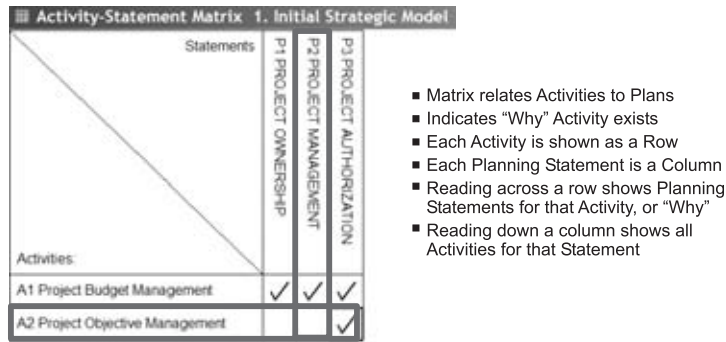 Activity-Statement Matrix 1. Initial Strategic Model
Statements
P1 PROJECT OWNERSHIP
P2 PROJECT MANAGEMENT
P3 PROJECT AUTHORIZATION
Activities:
A1 Project Budget Management
A2 Project Objective Management
Matrix relates Activities to Plans
Indicates “Why” Activity exists
Each Activity is shown as a Row
Each Planning Statement is a Column
Reading across a row shows Planning
Statements for that Activity, or “Why”
Reading down a column shows all
Activities for that Statement